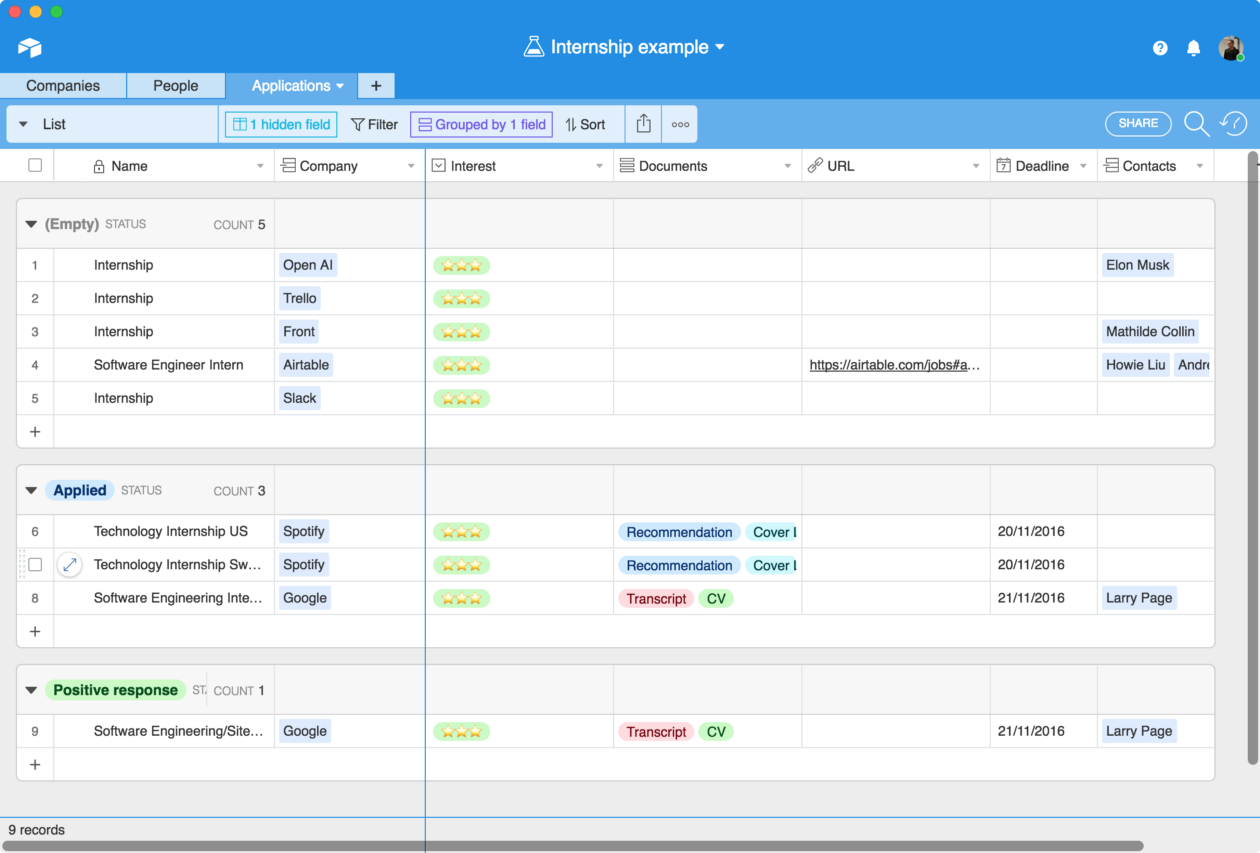 Internship example
Companies People Applications +
List 1 hidden field Filter Grouped by 1 field Sort SHARE
Name Company Interest Documents URL Deadline Contacts
(Empty) STATUS COUNT 5
1 Internship Open AI ⭐⭐⭐ Elon Musk
2 Internship Trello ⭐⭐⭐
3 Internship Front ⭐⭐⭐ Mathilde Collin
4 Software Engineer Intern Airtable ⭐⭐⭐ https://airtable.com/jobs#a… Howie Liu Andre
5 Internship Slack ⭐⭐⭐
+
Applied STATUS COUNT 3
6 Technology Internship US Spotify ⭐⭐⭐ Recommendation Cover L 20/11/2016
Technology Internship Sw… Spotify ⭐⭐⭐ Recommendation Cover L 20/11/2016
8 Software Engineering Inte… Google ⭐⭐⭐ Transcript CV 21/11/2016 Larry Page
+
Positive response STA COUNT 1
9 Software Engineering/Site… Google ⭐⭐⭐ Transcript CV 21/11/2016 Larry Page
+
9 records